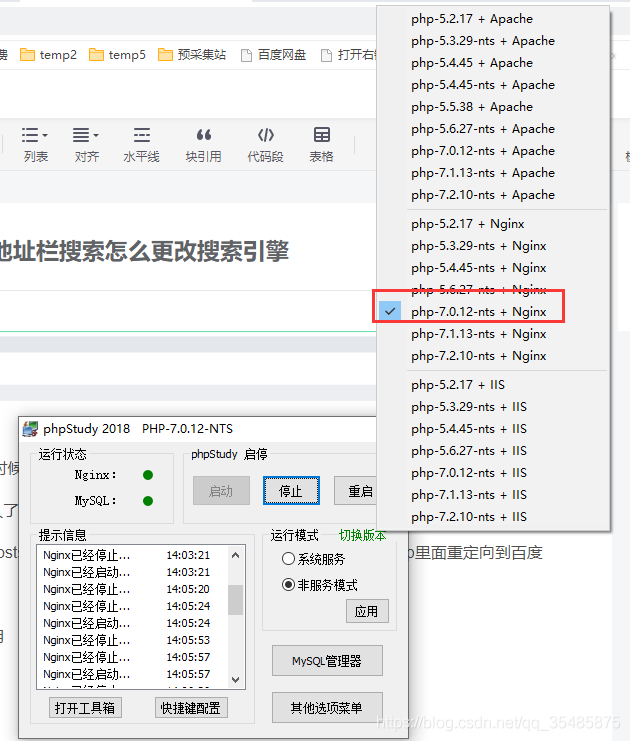 费 temp2 temp5 预采集站 百度网盘 打开右
列表 对齐 水平线 块引用 代码段 表格
地址栏搜索怎么更改搜索引擎
php-5.2.17 + Apache
php-5.3.29-nts + Apache
php-5.4.45 + Apache
php-5.4.45-nts + Apache
php-5.5.38 + Apache
php-5.6.27-nts + Apache
php-7.0.12-nts + Apache
php-7.1.13-nts + Apache
php-7.2.10-nts + Apache
php-5.2.17 + Nginx
php-5.3.29-nts + Nginx
php-5.4.45-nts + Nginx
php-5.6.27-nts + Nginx
php-7.0.12-nts + Nginx
php-7.1.13-nts + Nginx
php-7.2.10-nts + Nginx
php-5.2.17 + IIS
php-5.3.29-nts + IIS
php-5.4.45-nts + IIS
php-5.6.27-nts + IIS
php-7.0.12-nts + IIS
php-7.1.13-nts + IIS
php-7.2.10-nts + IIS
时候
了
ost
里面重定向到百度
phpStudy 2018 PHP-7.0.12-NTS
运行状态
Nginx:
MySQL:
phpStudy 启停
启动 停止 重启
提示信息
Nginx已经停止... 14:03:21
Nginx已经启动... 14:03:21
Nginx已经停止... 14:05:20
Nginx已经停止... 14:05:24
Nginx已经启动... 14:05:24
Nginx已经停止... 14:05:53
Nginx已经停止... 14:05:57
Nginx已经启动... 14:05:57
运行模式 切换版本
系统服务
非服务模式
应用
MySQL管理器
其他选项菜单
打开工具箱 快捷键配置
https://blog.csdn.net/qq_35485875